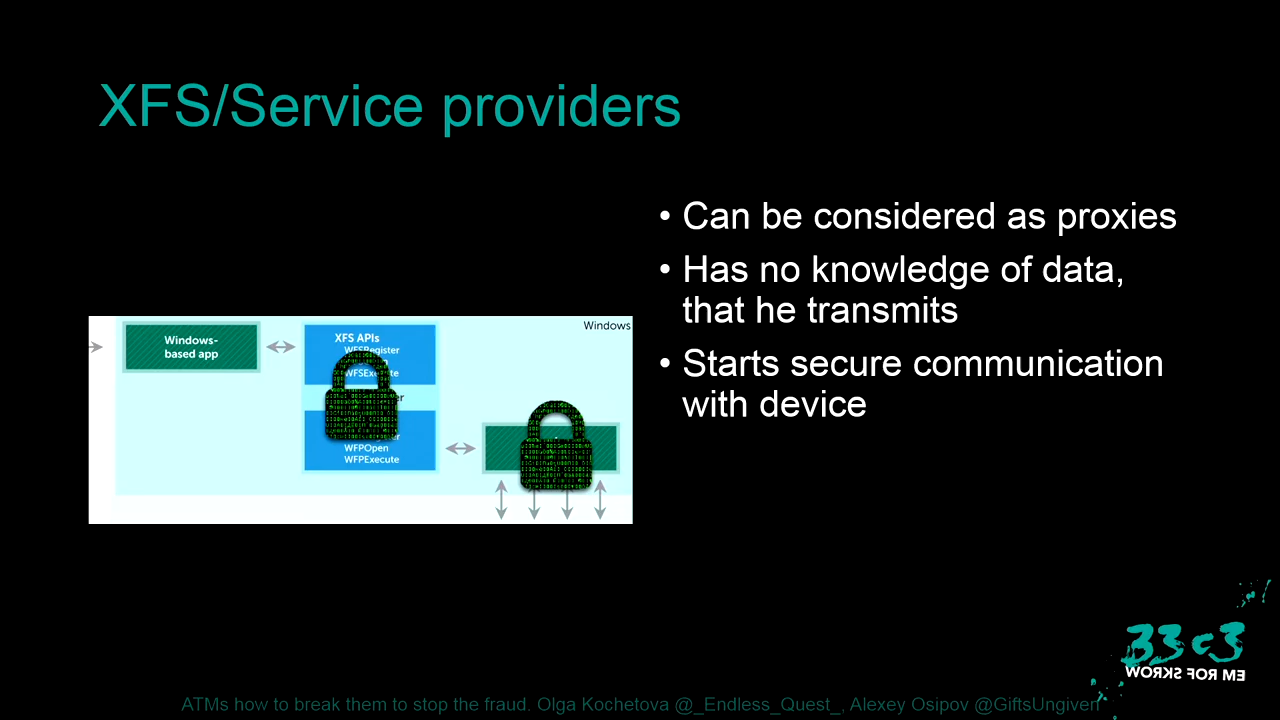 XFS/Service providers
• Can be considered as proxies
• Has no knowledge of data,
that he transmits
• Starts secure communication
with device
Windows
Windows-
based app
XFS APIs
WFPOpen
WFPExecute
33c3
WORKS FOR ME
ATMs how to break them to stop the fraud. Olga Kochetova @_Endless_Quest_, Alexey Osipov @GiftsUngiven